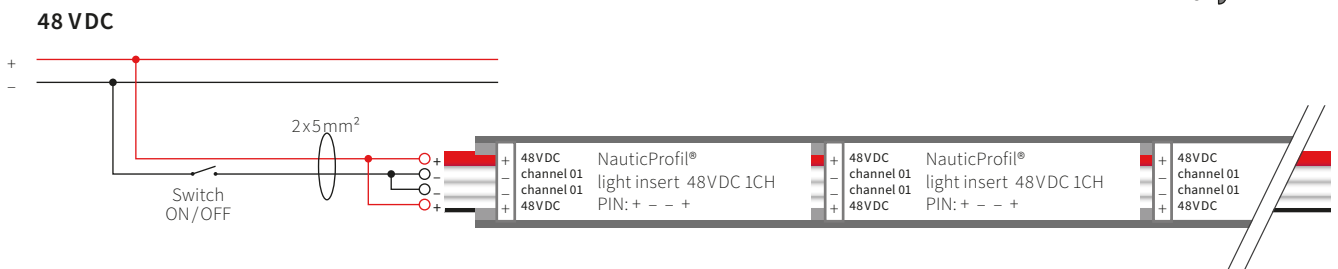 48 VDC
+
–
2x5mm²
Switch
ON/OFF
+
–
–
+
+
–
–
+
48VDC
channel 01
channel 01
48VDC
NauticProfil®
light insert 48VDC 1CH
PIN: + – – +
+
–
–
+
48VDC
channel 01
channel 01
48VDC
NauticProfil®
light insert 48VDC 1CH
PIN: + – – +
+
–
–
+
48VDC
channel 01
channel 01
48VDC